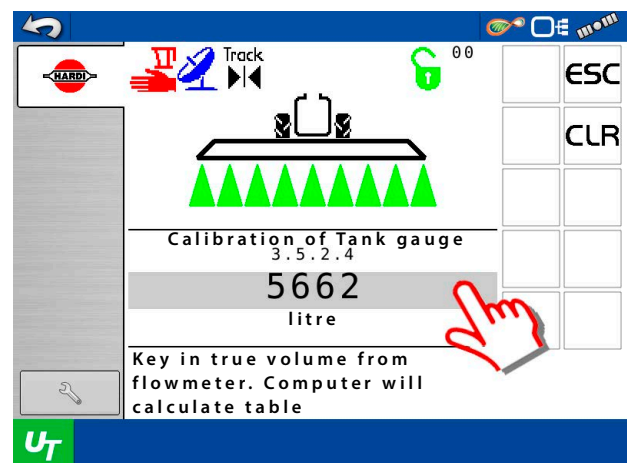 HARDI
Track
00
ESC
CLR
Calibration of Tank gauge
3.5.2.4
5662
litre
Key in true volume from
flowmeter. Computer will
calculate table
UT